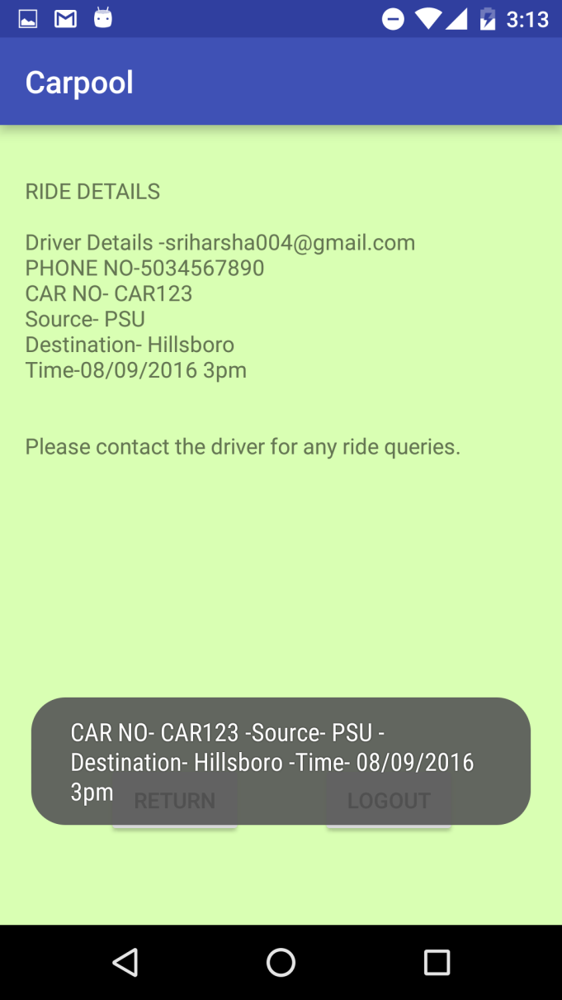 3:13
Carpool
RIDE DETAILS
Driver Details -sriharsha004@gmail.com
PHONE NO-5034567890
CAR NO- CAR123
Source- PSU
Destination- Hillsboro
Time-08/09/2016 3pm
Please contact the driver for any ride queries.
CAR NO- CAR123 -Source- PSU -
Destination- Hillsboro -Time- 08/09/2016
3pm
RETURN LOGOUT